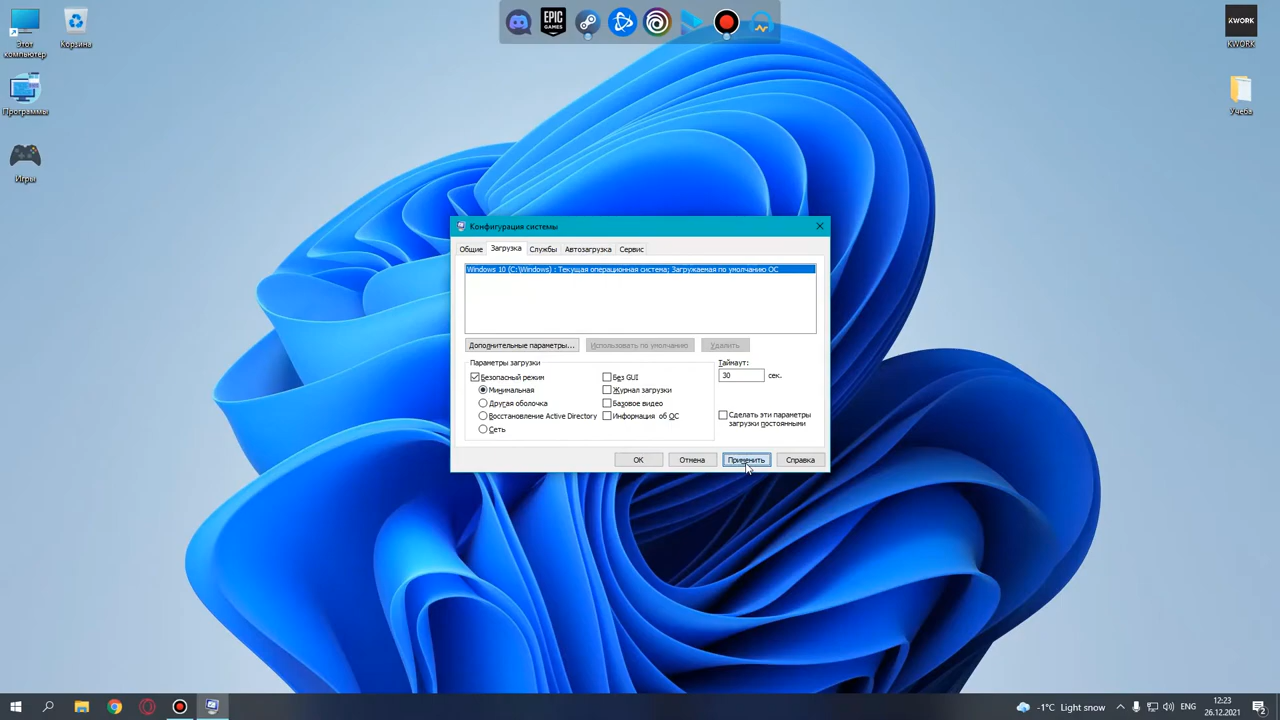 EPIC
GAMES
KWORK
Этот
компьютер
Корзина
KWORK
Программы
Учеба
Игры
Конфигурация системы
Общие
Загрузка
Службы
Автозагрузка
Сервис
Windows 10 (C:\Windows) : Текущая операционная система; Загружаемая по умолчанию ОС
Дополнительные параметры...
Использовать по умолчанию
Удалить
Параметры загрузки
Таймаут:
Безопасный режим
Без GUI
30 сек.
Минимальная
Журнал загрузки
Другая оболочка
Базовое видео
Восстановление Active Directory
Информация об ОС
Сделать эти параметры
загрузки постоянными
Сеть
ОК
Отмена
Применить
Справка
-1°C Light snow
ENG
12:23
26.12.2021
2